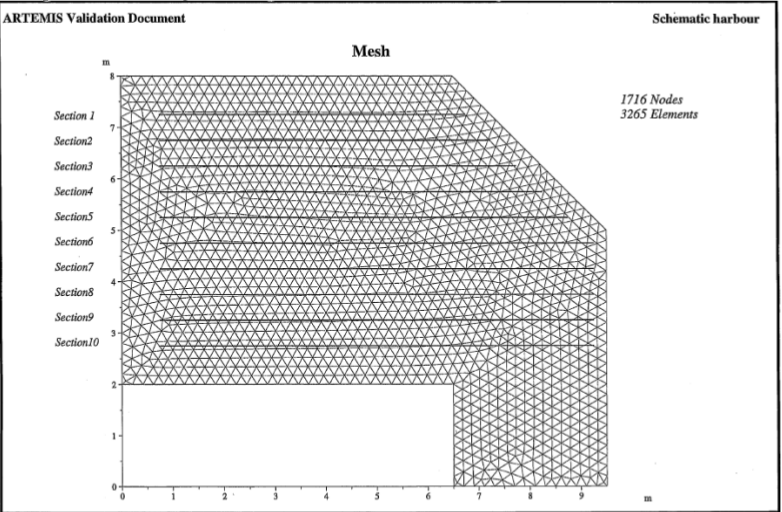 ARTEMIS Validation Document
Schematic harbour
Mesh
m
8
1716 Nodes
3265 Elements
Section 1
7
Section2
Section3
6
Section4
Section5
5
Section6
Section7
4
Section8
Section9
3
Section10
2
1
0
0 1 2 3 4 5 6 7 8 9 m